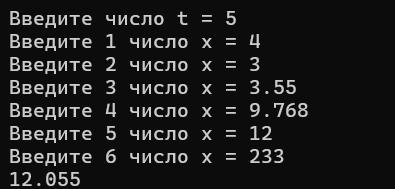 Введите число t = 5
Введите 1 число x = 4
Введите 2 число x = 3
Введите 3 число x = 3.55
Введите 4 число x = 9.768
Введите 5 число x = 12
Введите 6 число x = 233
12.055